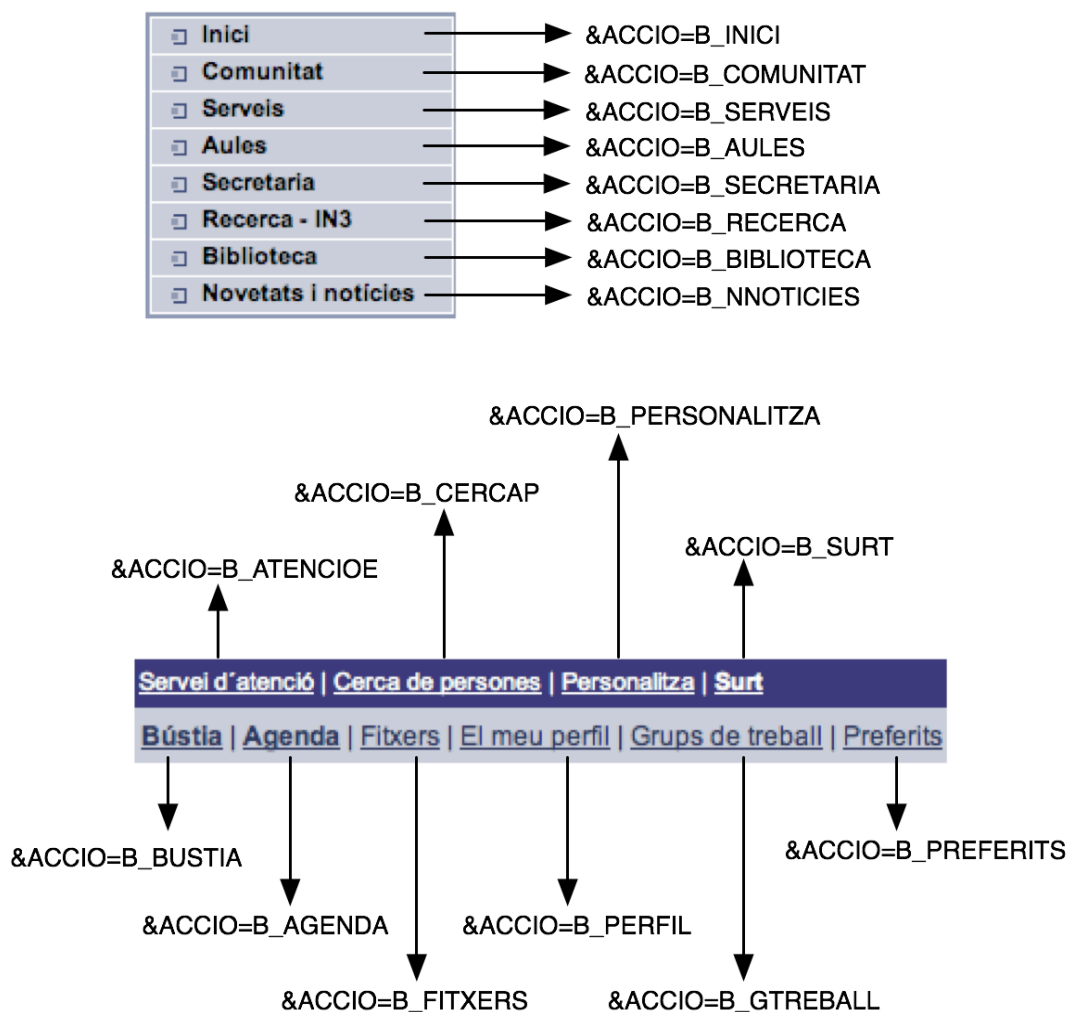 Inici &ACCIO=B_INICI
Comunitat &ACCIO=B_COMUNITAT
Serveis &ACCIO=B_SERVEIS
Aules &ACCIO=B_AULES
Secretaria &ACCIO=B_SECRETARIA
Recerca - IN3 &ACCIO=B_RECERCA
Biblioteca &ACCIO=B_BIBLIOTECA
Novetats i notícies &ACCIO=B_NNOTICIES
&ACCIO=B_PERSONALITZA
&ACCIO=B_CERCAP
&ACCIO=B_SURT
&ACCIO=B_ATENCIOE
Servei d´atenció | Cerca de persones | Personalitza | Surt
Bústia | Agenda | Fitxers | El meu perfil | Grups de treball | Preferits
&ACCIO=B_BUSTIA
&ACCIO=B_PREFERITS
&ACCIO=B_AGENDA
&ACCIO=B_PERFIL
&ACCIO=B_FITXERS
&ACCIO=B_GTREBALL